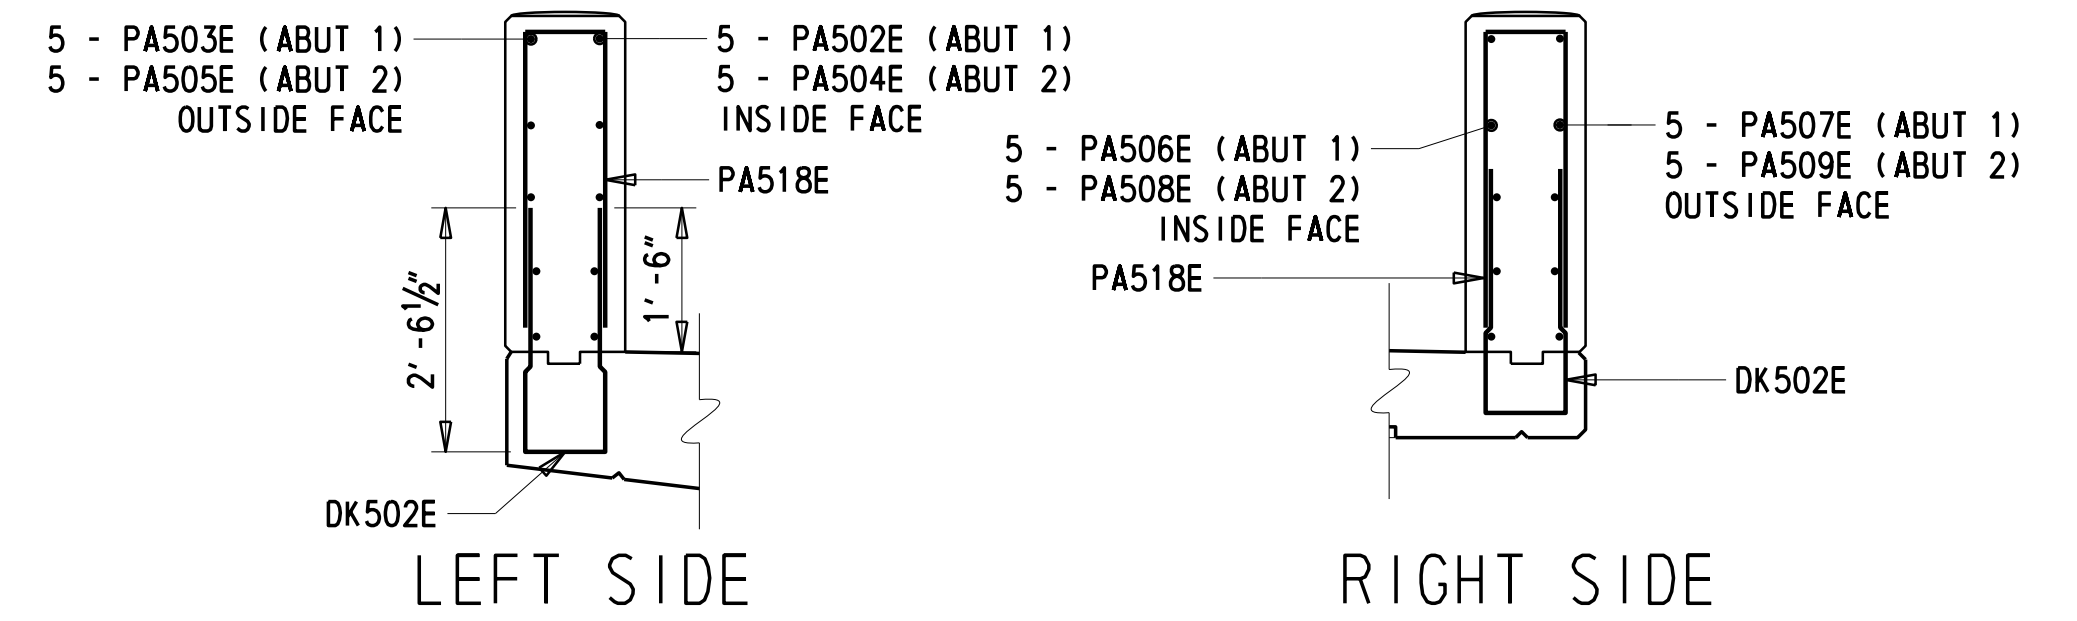 5 - PA503E (ABUT 1)
5 - PA505E (ABUT 2)
OUTSIDE FACE
5 - PA502E (ABUT 1)
5 - PA504E (ABUT 2)
INSIDE FACE
PA518E
2'-6½"
1'-6"
DK502E
LEFT SIDE
5 - PA506E (ABUT 1)
5 - PA508E (ABUT 2)
INSIDE FACE
5 - PA507E (ABUT 1)
5 - PA509E (ABUT 2)
OUTSIDE FACE
PA518E
DK502E
RIGHT SIDE